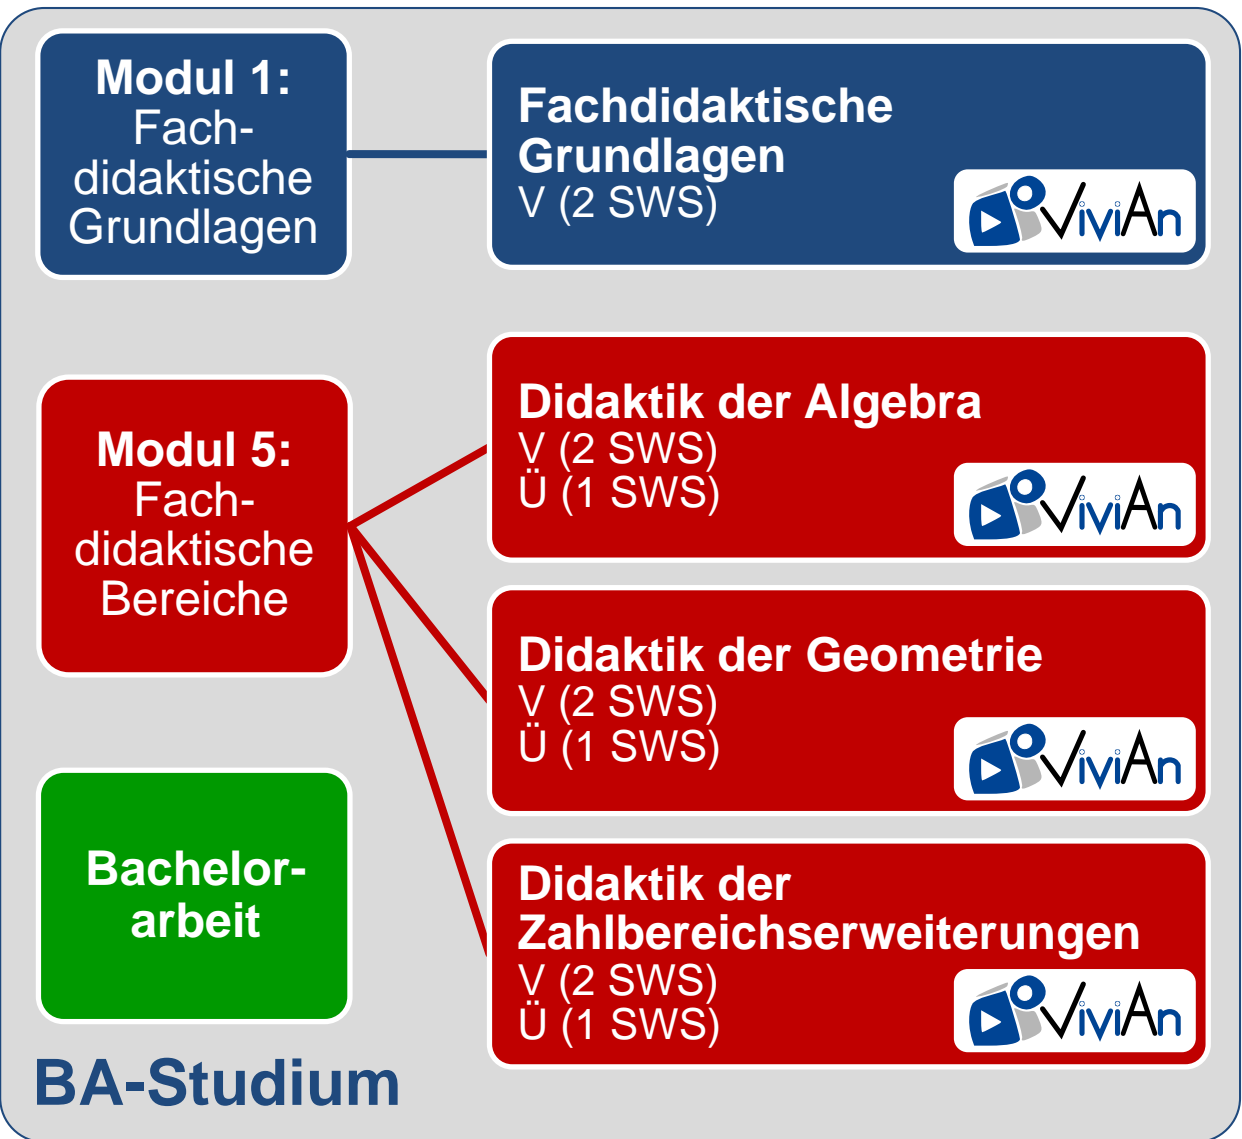 Modul 1:
Fach-
didaktische
Grundlagen
Fachdidaktische
Grundlagen
V (2 SWS)
ViviAn
Modul 5:
Fach-
didaktische
Bereiche
Didaktik der Algebra
V (2 SWS)
Ü (1 SWS)
ViviAn
Didaktik der Geometrie
V (2 SWS)
Ü (1 SWS)
ViviAn
Didaktik der
Zahlbereichserweiterungen
V (2 SWS)
Ü (1 SWS)
ViviAn
Bachelor-
arbeit
BA-Studium